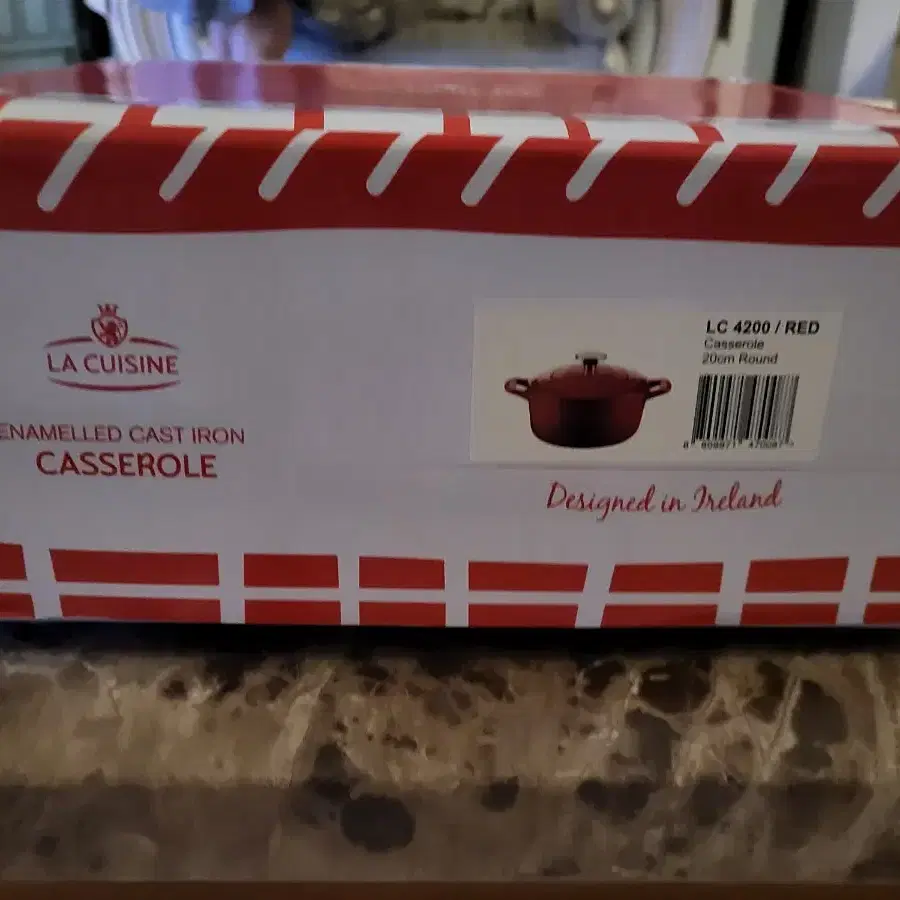 LA CUISINE
ENAMELLED CAST IRON
CASSEROLE
LC 4200 / RED
Casserole
20cm Round
Designed in Ireland